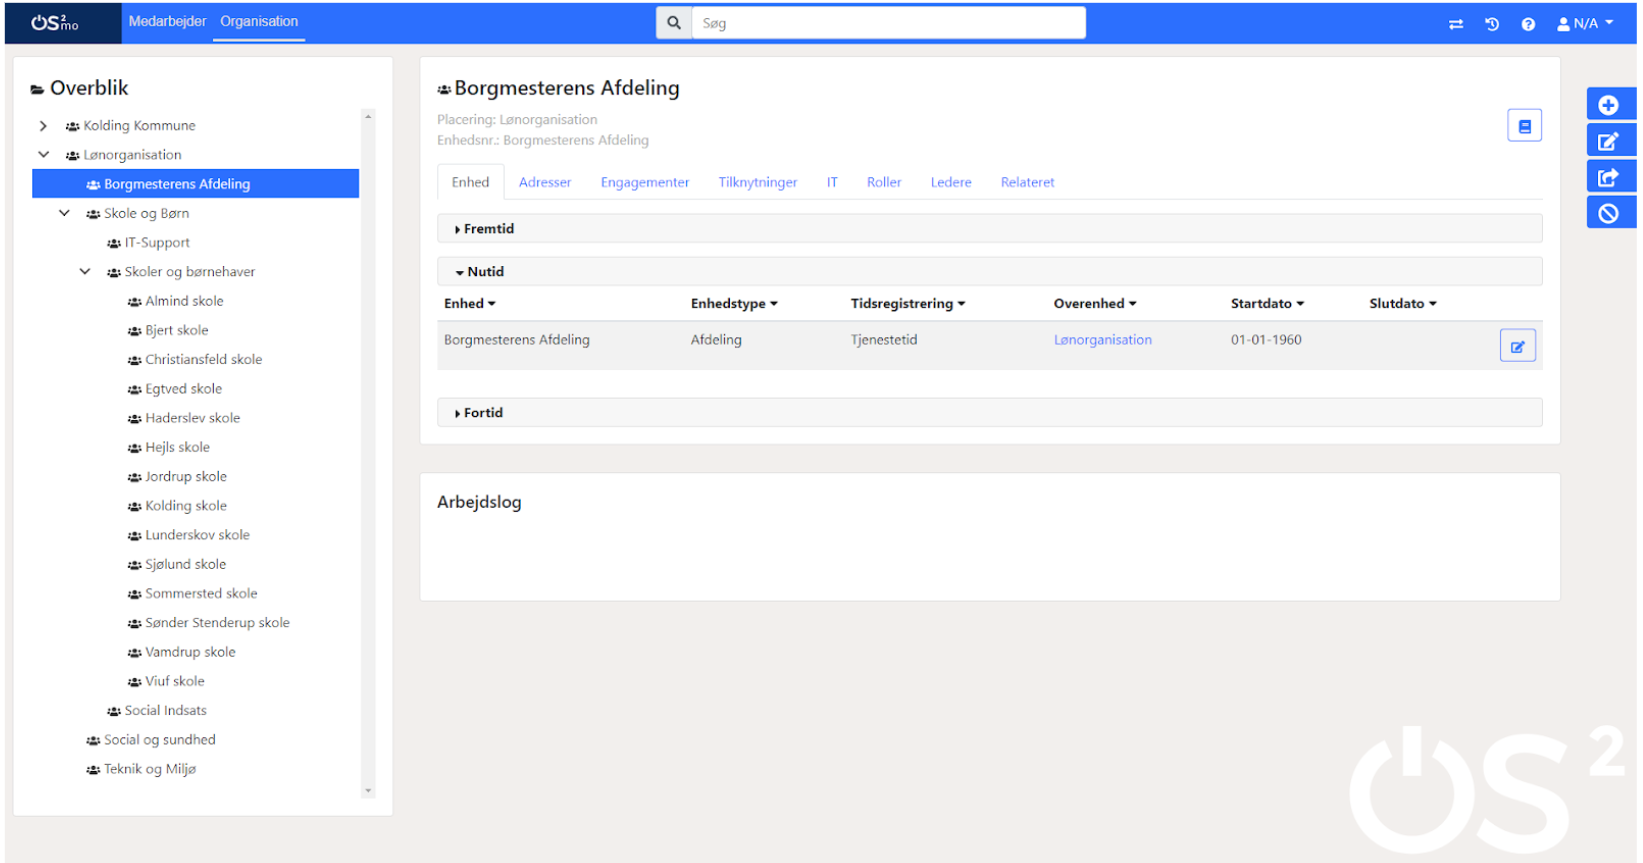 OS²mo Medarbejder Organisation Søg N/A
Overblik
Kolding Kommune
Lønorganisation
Borgmesterens Afdeling
Skole og Børn
IT-Support
Skoler og børnehaver
Almind skole
Bjert skole
Christiansfeld skole
Egtved skole
Haderslev skole
Hejls skole
Jordrup skole
Kolding skole
Lunderskov skole
Sjølund skole
Sommersted skole
Sønder Stenderup skole
Vamdrup skole
Viuf skole
Social Indsats
Social og sundhed
Teknik og Miljø
Borgmesterens Afdeling
Placering: Lønorganisation
Enhedsnr.: Borgmesterens Afdeling
Enhed Adresser Engagementer Tilknytninger IT Roller Ledere Relateret
Fremtid
Nutid
Enhed Enhedstype Tidsregistrering Overenhed Startdato Slutdato
Borgmesterens Afdeling Afdeling Tjenestetid Lønorganisation 01-01-1960
Fortid
Arbejdslog
OS²